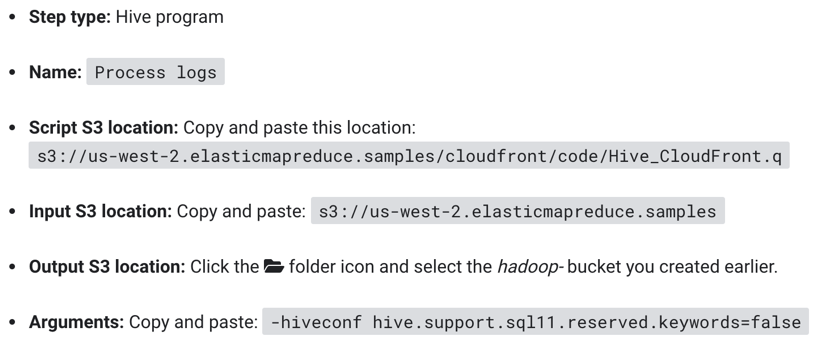 • Step type: Hive program
• Name: Process logs
• Script S3 location: Copy and paste this location:
s3://us-west-2.elasticmapreduce.samples/cloudfront/code/Hive_CloudFront.q
• Input S3 location: Copy and paste: s3://us-west-2.elasticmapreduce.samples
• Output S3 location: Click the folder icon and select the hadoop- bucket you created earlier.
• Arguments: Copy and paste: -hiveconf hive.support.sql11.reserved.keywords=false